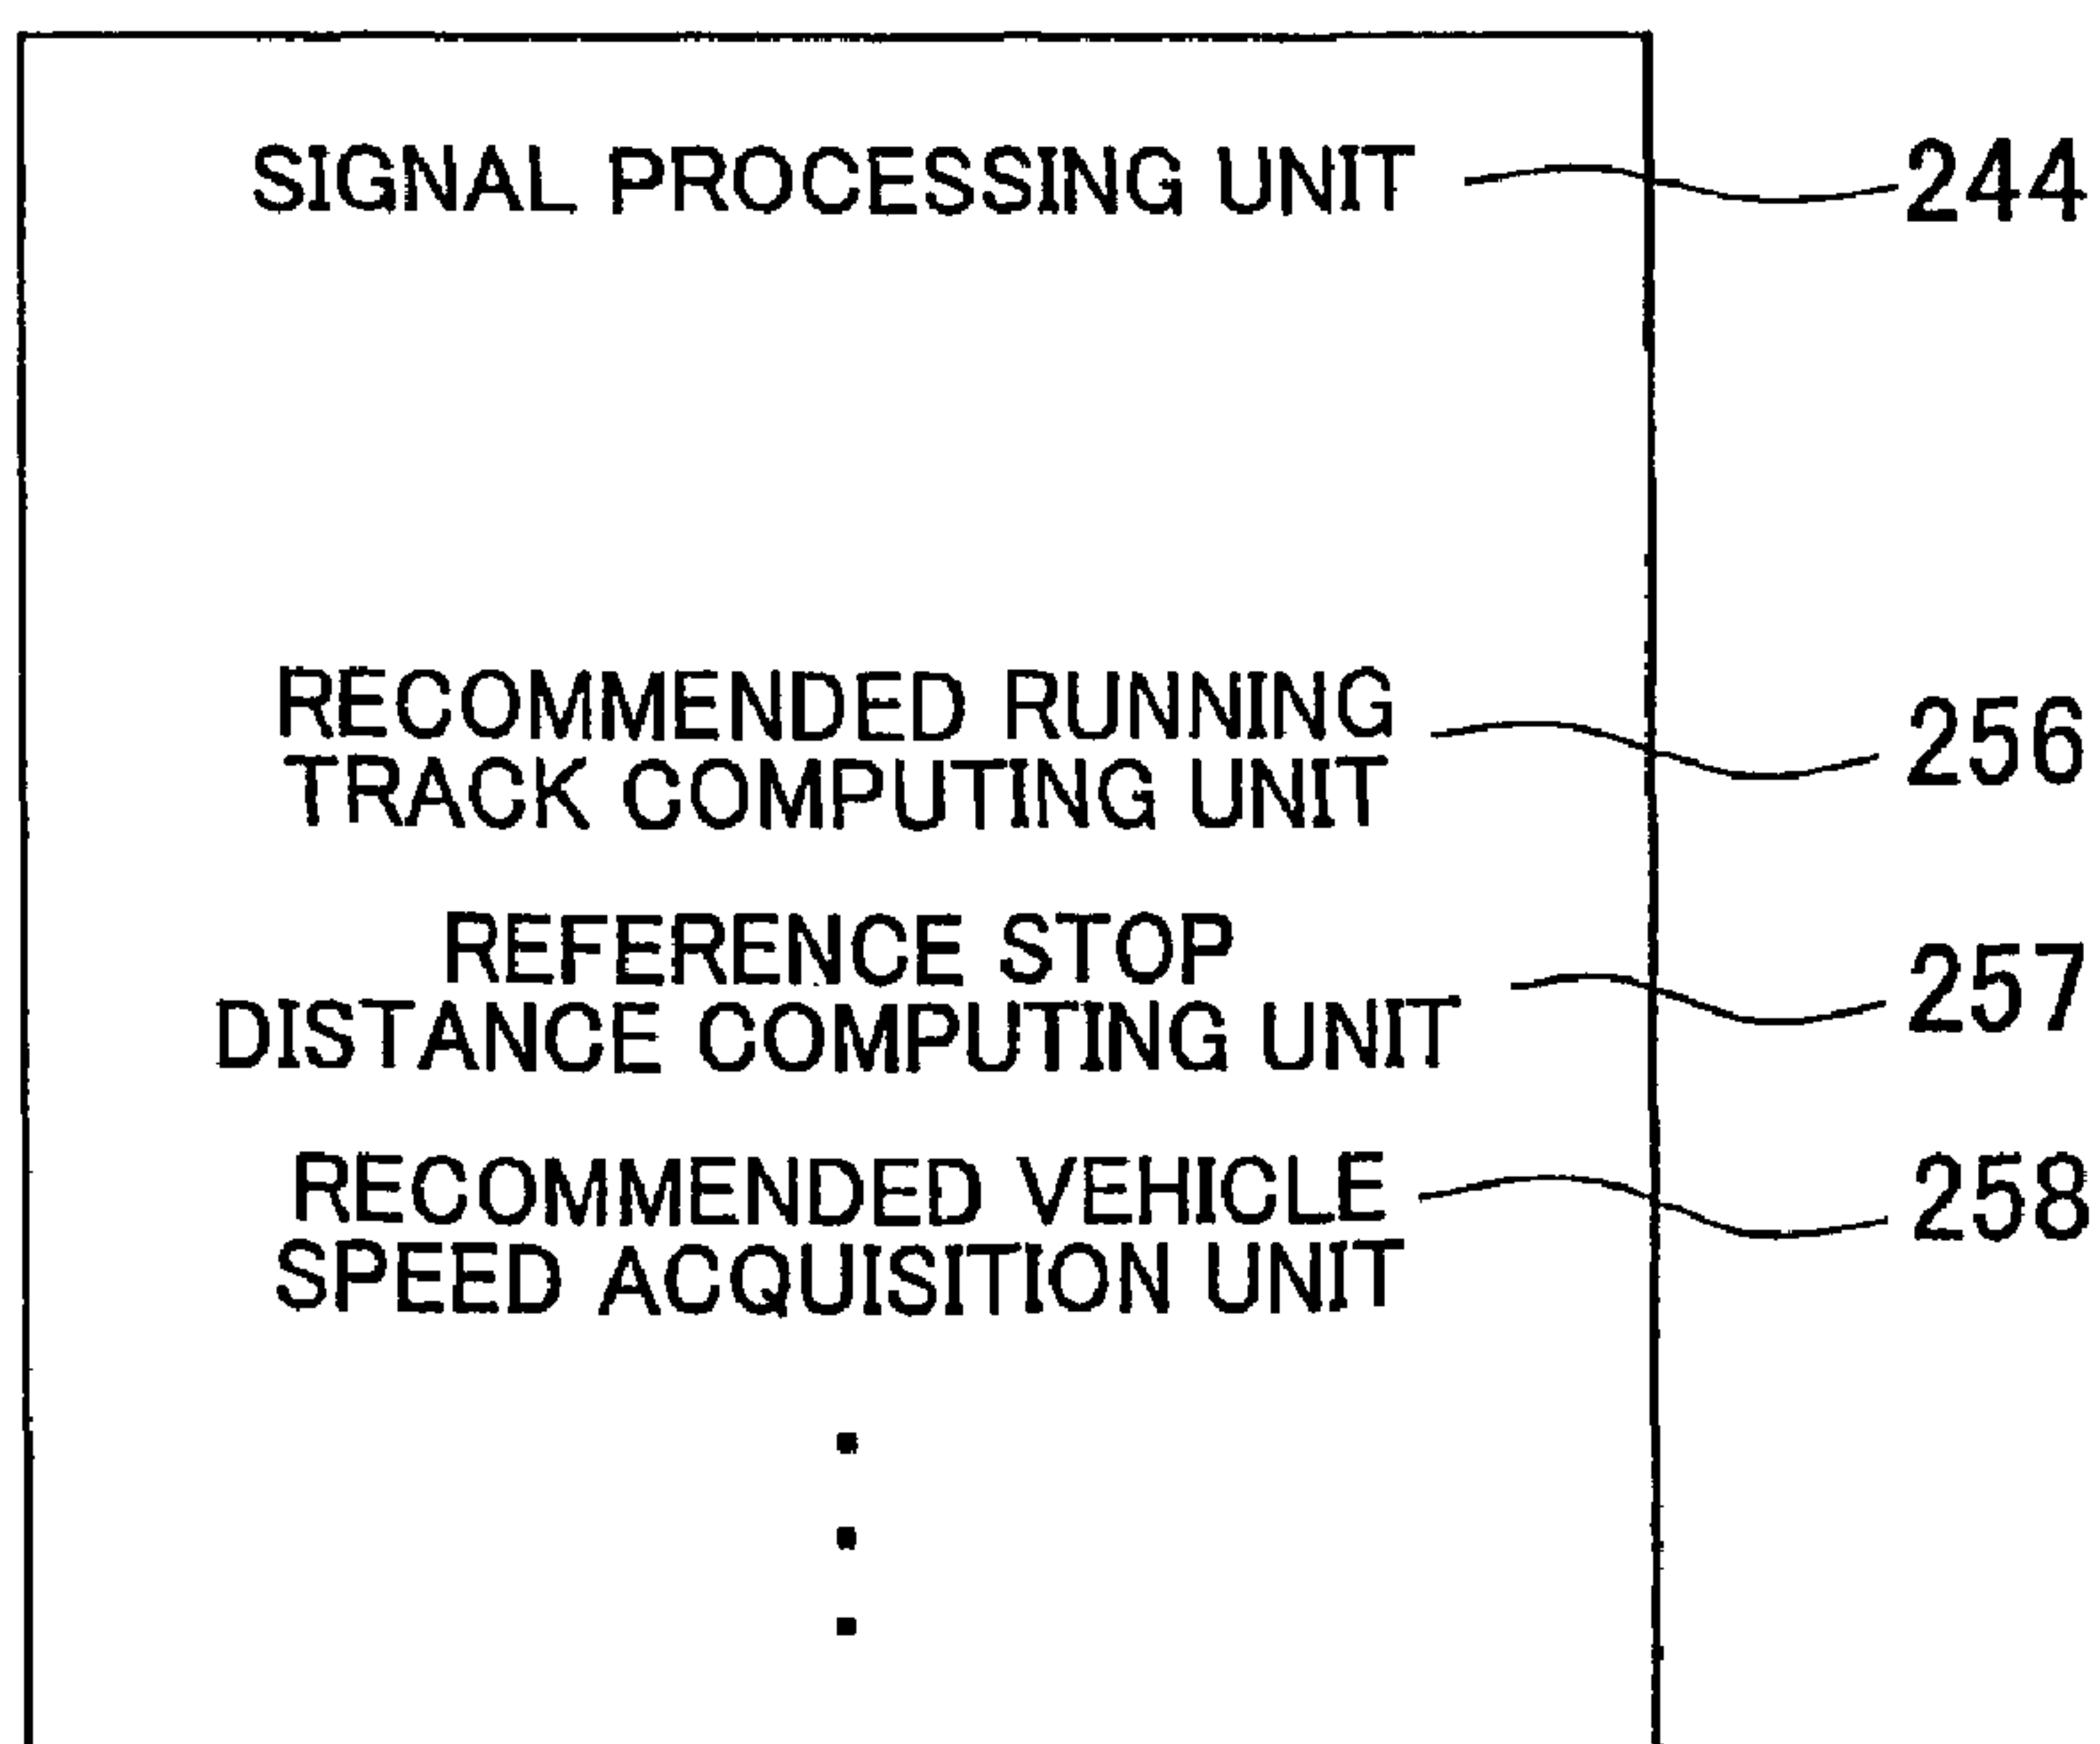 SIGNAL PROCESSING UNIT 244
RECOMMENDED RUNNING
TRACK COMPUTING UNIT 256
REFERENCE STOP
DISTANCE COMPUTING UNIT 257
RECOMMENDED VEHICLE
SPEED ACQUISITION UNIT 258